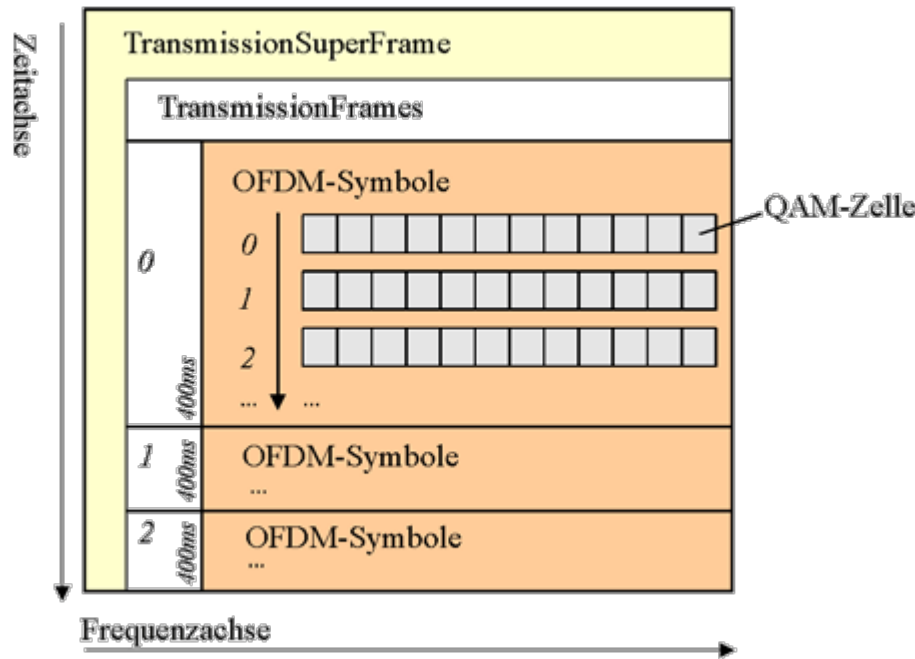 Zeitachse
TransmissionSuperFrame
TransmissionFrames
OFDM-Symbole
QAM-Zelle
0
0
1
2
... ...
400ms
1
400ms
OFDM-Symbole
...
2
400ms
OFDM-Symbole
...
Frequenzachse